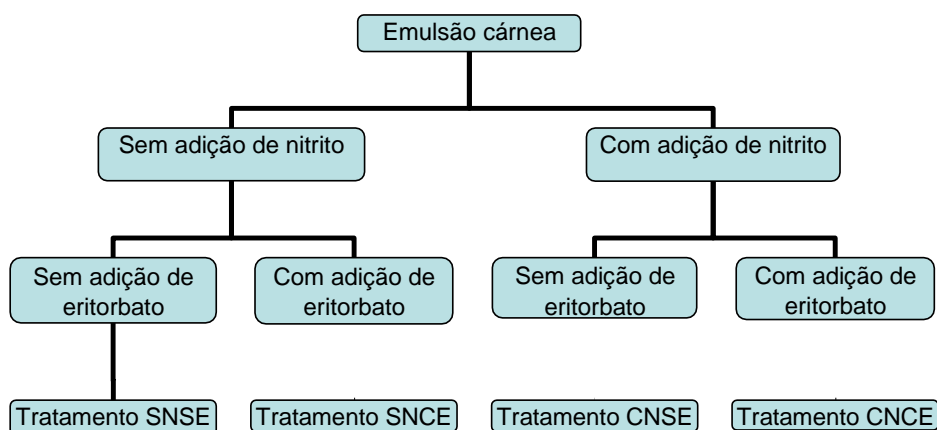 Emulsão cárnea
Sem adição de nitrito
Com adição de nitrito
Sem adição de
eritorbato
Com adição de
eritorbato
Sem adição de
eritorbato
Com adição de
eritorbato
Tratamento SNSE
Tratamento SNCE
Tratamento CNSE
Tratamento CNCE